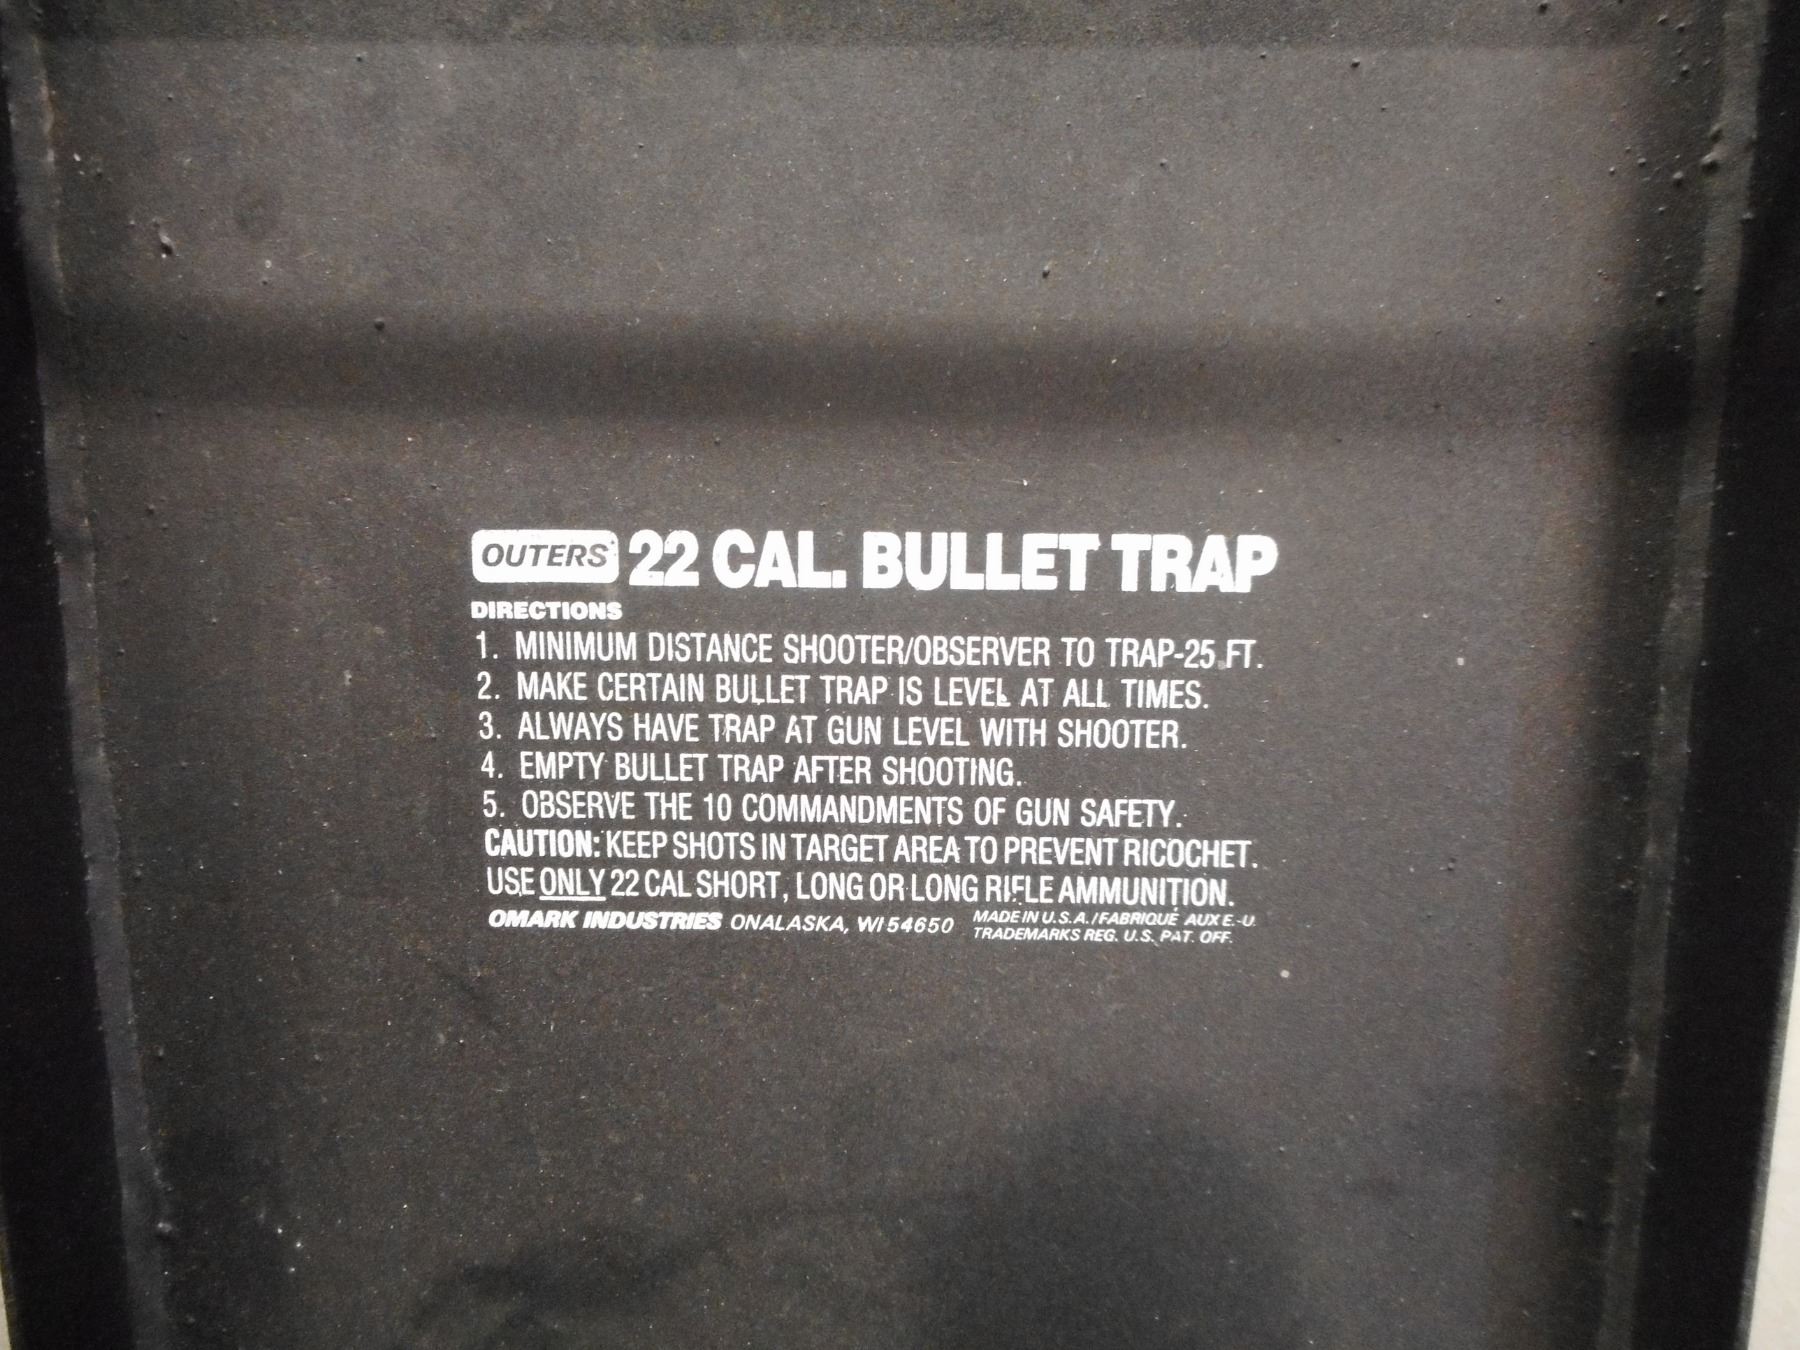 OUTERS 22 CAL. BULLET TRAP
DIRECTIONS
1. MINIMUM DISTANCE SHOOTER/OBSERVER TO TRAP-25 FT.
2. MAKE CERTAIN BULLET TRAP IS LEVEL AT ALL TIMES.
3. ALWAYS HAVE TRAP AT GUN LEVEL WITH SHOOTER.
4. EMPTY BULLET TRAP AFTER SHOOTING.
5. OBSERVE THE 10 COMMANDMENTS OF GUN SAFETY.
CAUTION: KEEP SHOTS IN TARGET AREA TO PREVENT RICOCHET.
USE ONLY 22 CAL SHORT, LONG OR LONG RIFLE AMMUNITION.
OMARK INDUSTRIES ONALASKA, WI 54650 MADE IN U.S.A./FABRIQUÉ AUX E.-U.
TRADEMARKS REG. U.S. PAT. OFF.